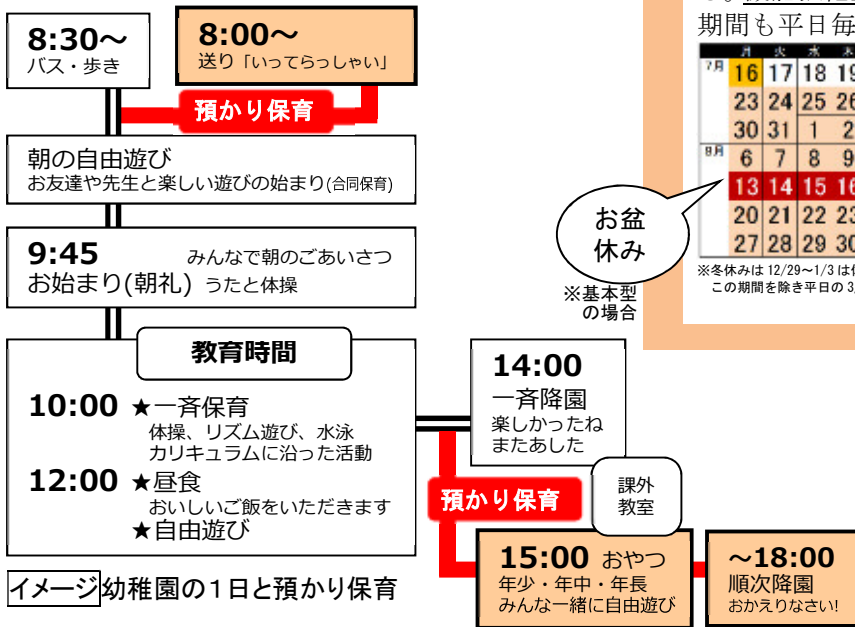 8:30～
バス・歩き
8:00～
送り「いってらっしゃい」
預かり保育
朝の自由遊び
お友達や先生と楽しい遊びの始まり(合同保育)
9:45 みんなで朝のごあいさつ
お始まり(朝礼) うたと体操
教育時間
10:00 ★一斉保育
体操、リズム遊び、水泳
カリキュラムに沿った活動
12:00 ★昼食
おいしいご飯をいただきます
★自由遊び
14:00
一斉降園
楽しかったね
またあした
預かり保育
課外
教室
15:00 おやつ
年少・年中・年長
みんな一緒に自由遊び
～18:00
順次降園
おかえりなさい!
イメージ幼稚園の1日と預かり保育
期間も平日毎
月 火 水 木
7月 16 17 18 19
23 24 25 26
30 31 1 2
8月 6 7 8 9
13 14 15 16
20 21 22 23
27 28 29 30
お盆
休み
※基本型
の場合
※冬休みは 12/29～1/3 は
この期間を除き平日の 3